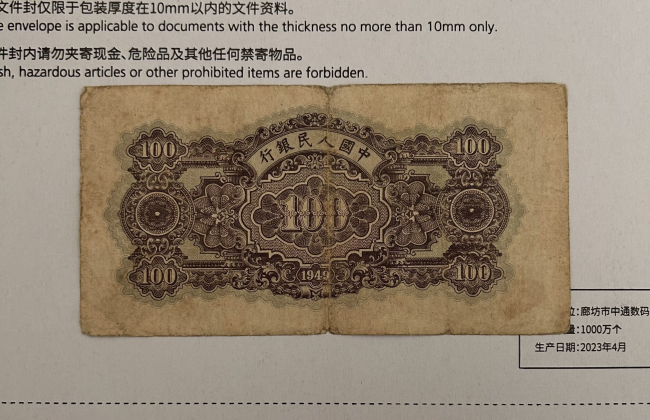 文件封仅限于包装厚度在10mm以内的文件资料。
e envelope is applicable to documents with the thickness no more than 10mm only.
件封内请勿夹寄现金、危险品及其他任何禁寄物品。
sh, hazardous articles or other prohibited items are forbidden.
行銀民人國中
100 100
100
100 100
1949
位:廊坊市中通数码
量:1000万个
生产日期:2023年4月